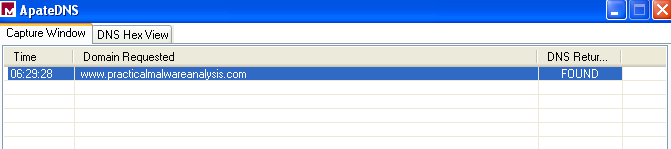 ApateDNS
Capture Window DNS Hex View
Time Domain Requested DNS Retur...
06:29:28 www.practicalmalwareanalysis.com FOUND